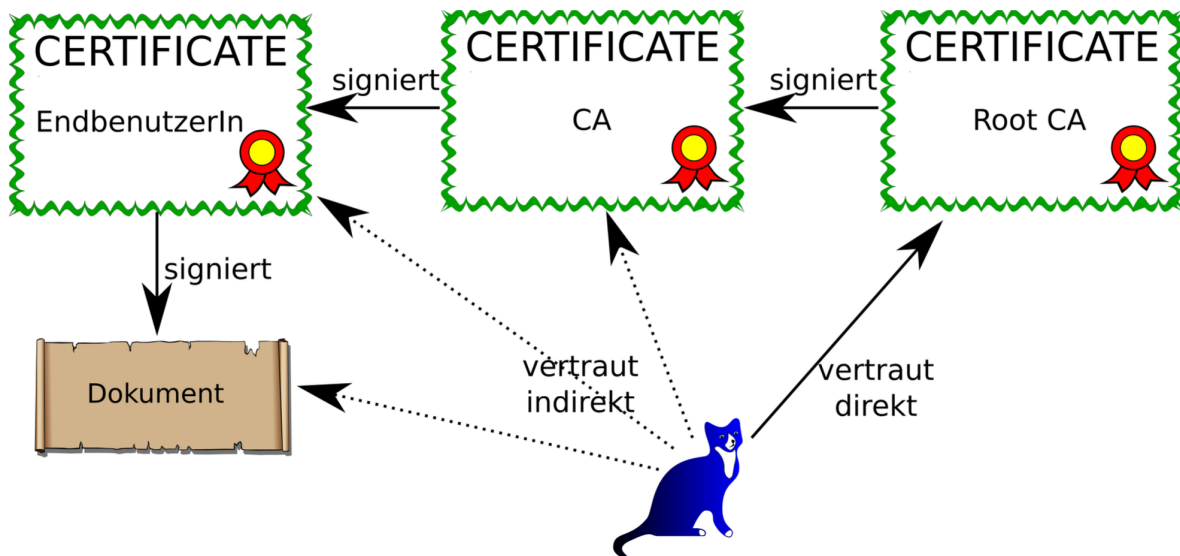 CERTIFICATE
EndbenutzerIn
signiert
CERTIFICATE
CA
signiert
CERTIFICATE
Root CA
signiert
Dokument
vertraut
indirekt
vertraut
direkt